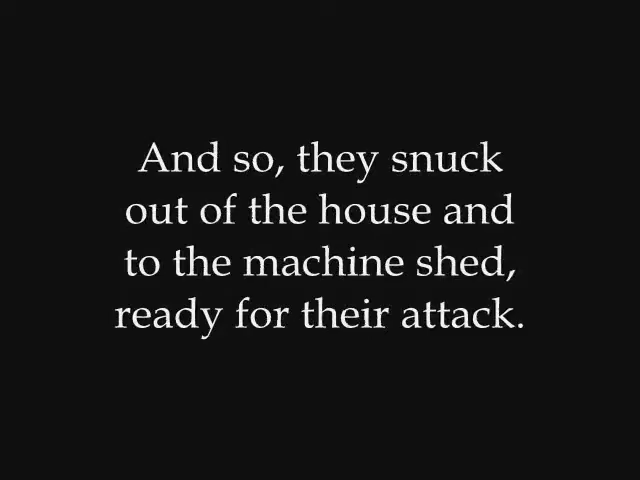 And so, they snuck
out of the house and
to the machine shed,
ready for their attack.